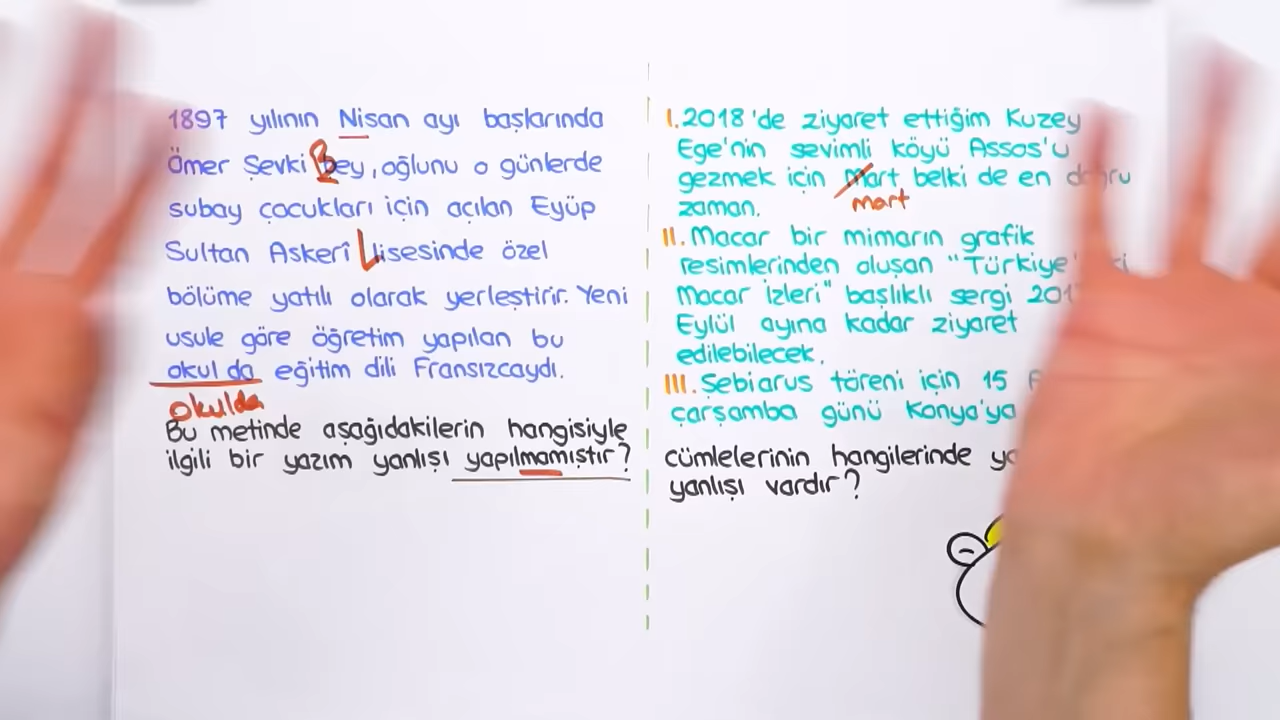 1897 yılının Nisan ayı başlarında
Ömer Şevki Bey, oğlunu o günlerde
subay çocukları için açılan Eyüp
Sultan Askerî Lisesinde özel
bölüme yatılı olarak yerleştirir. Yeni
usule göre öğretim yapılan bu
okul da eğitim dili Fransızcaydı.
okulda
Bu metinde aşağıdakilerin hangisiyle
ilgili bir yazım yanlışı yapılmamıştır?
I. 2018'de ziyaret ettiğim Kuzey
Ege'nin sevimli köyü Assos'u
gezmek için Mart belki de en doğru
mart
zaman.
II. Macar bir mimarın grafik
resimlerinden oluşan "Türkiye'
Macar İzleri" başlıklı sergi
Eylül ayına kadar ziyaret
edilebilecek.
III. Şebiarus töreni için 15
çarşamba günü Konya'ya
cümlelerinin hangilerinde
yanlışı vardır?